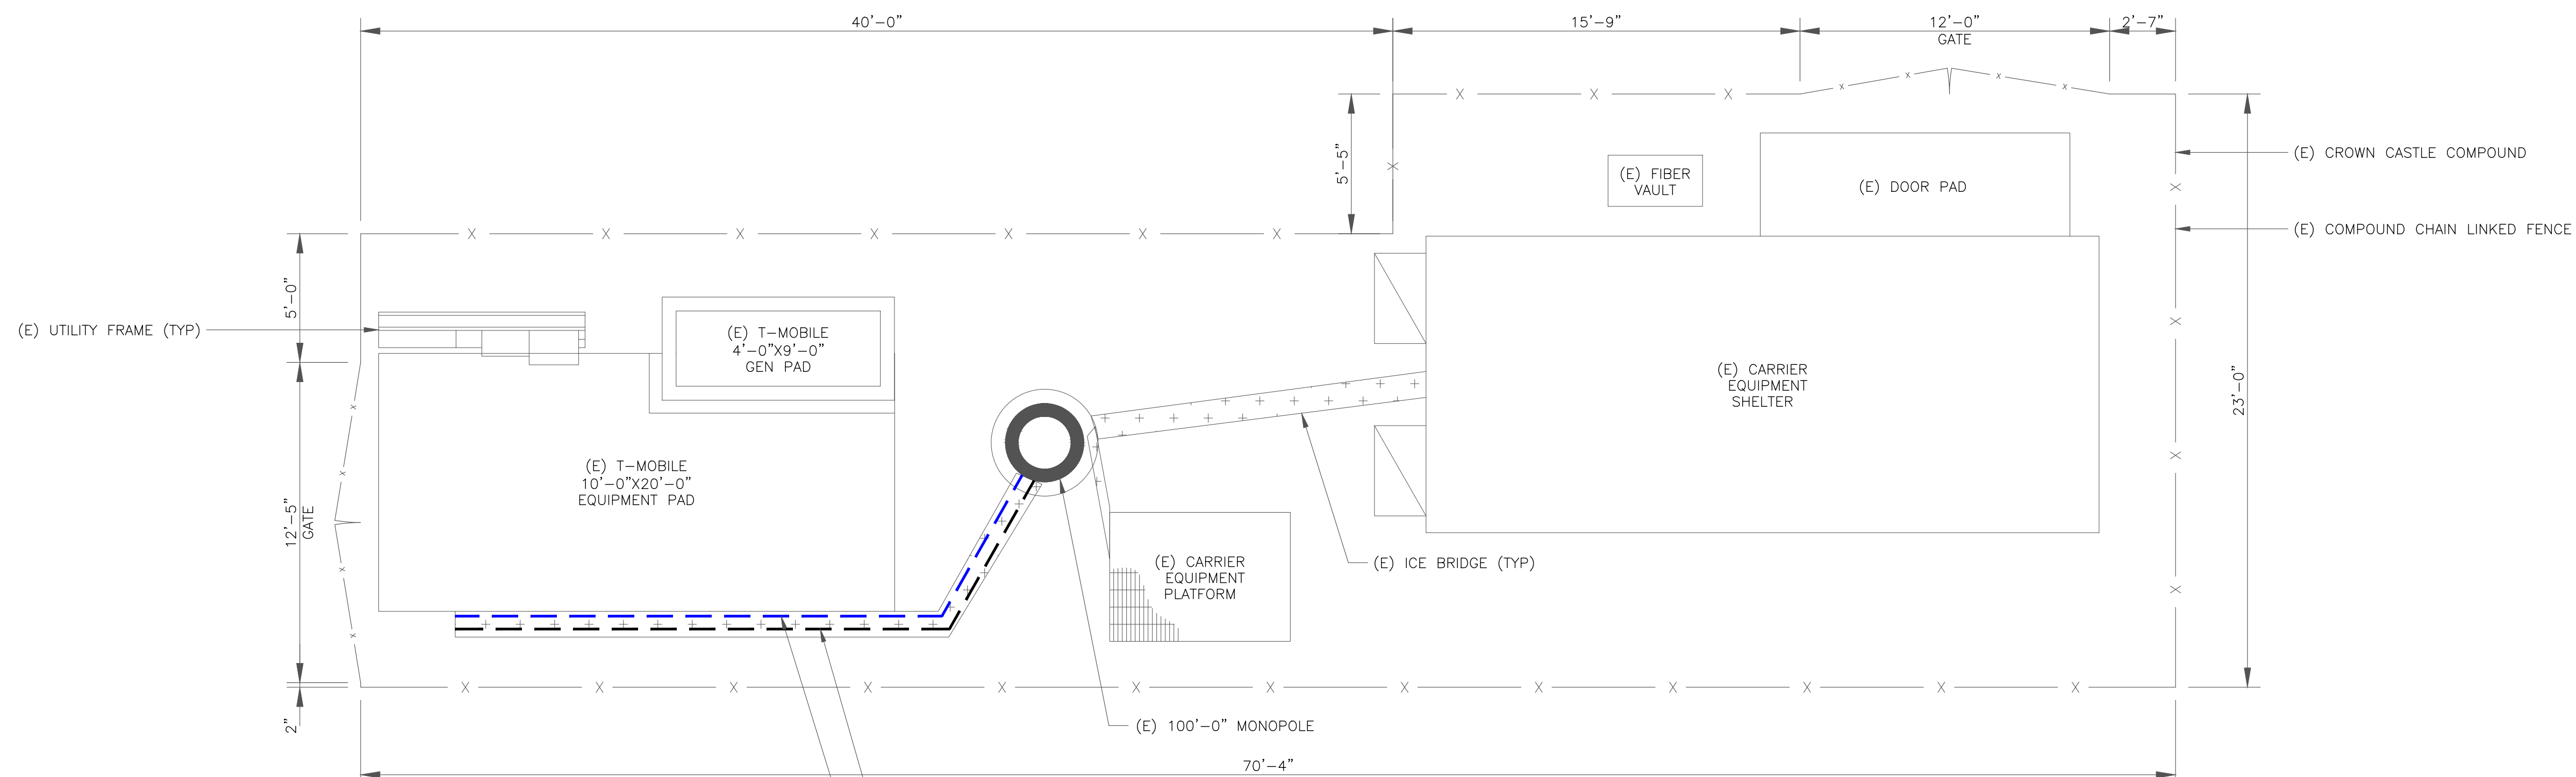 40'-0"
15'-9"
12'-0"
GATE
2'-7"
5'-5"
(E) FIBER
VAULT
(E) DOOR PAD
(E) CROWN CASTLE COMPOUND
(E) COMPOUND CHAIN LINKED FENCE
5'-0"
(E) UTILITY FRAME (TYP)
(E) T-MOBILE
4'-0"X9'-0"
GEN PAD
(E) CARRIER
EQUIPMENT
SHELTER
23'-0"
(E) T-MOBILE
10'-0"X20'-0"
EQUIPMENT PAD
12'-5"
GATE
(E) CARRIER
EQUIPMENT
PLATFORM
(E) ICE BRIDGE (TYP)
2"
(E) 100'-0" MONOPOLE
70'-4"